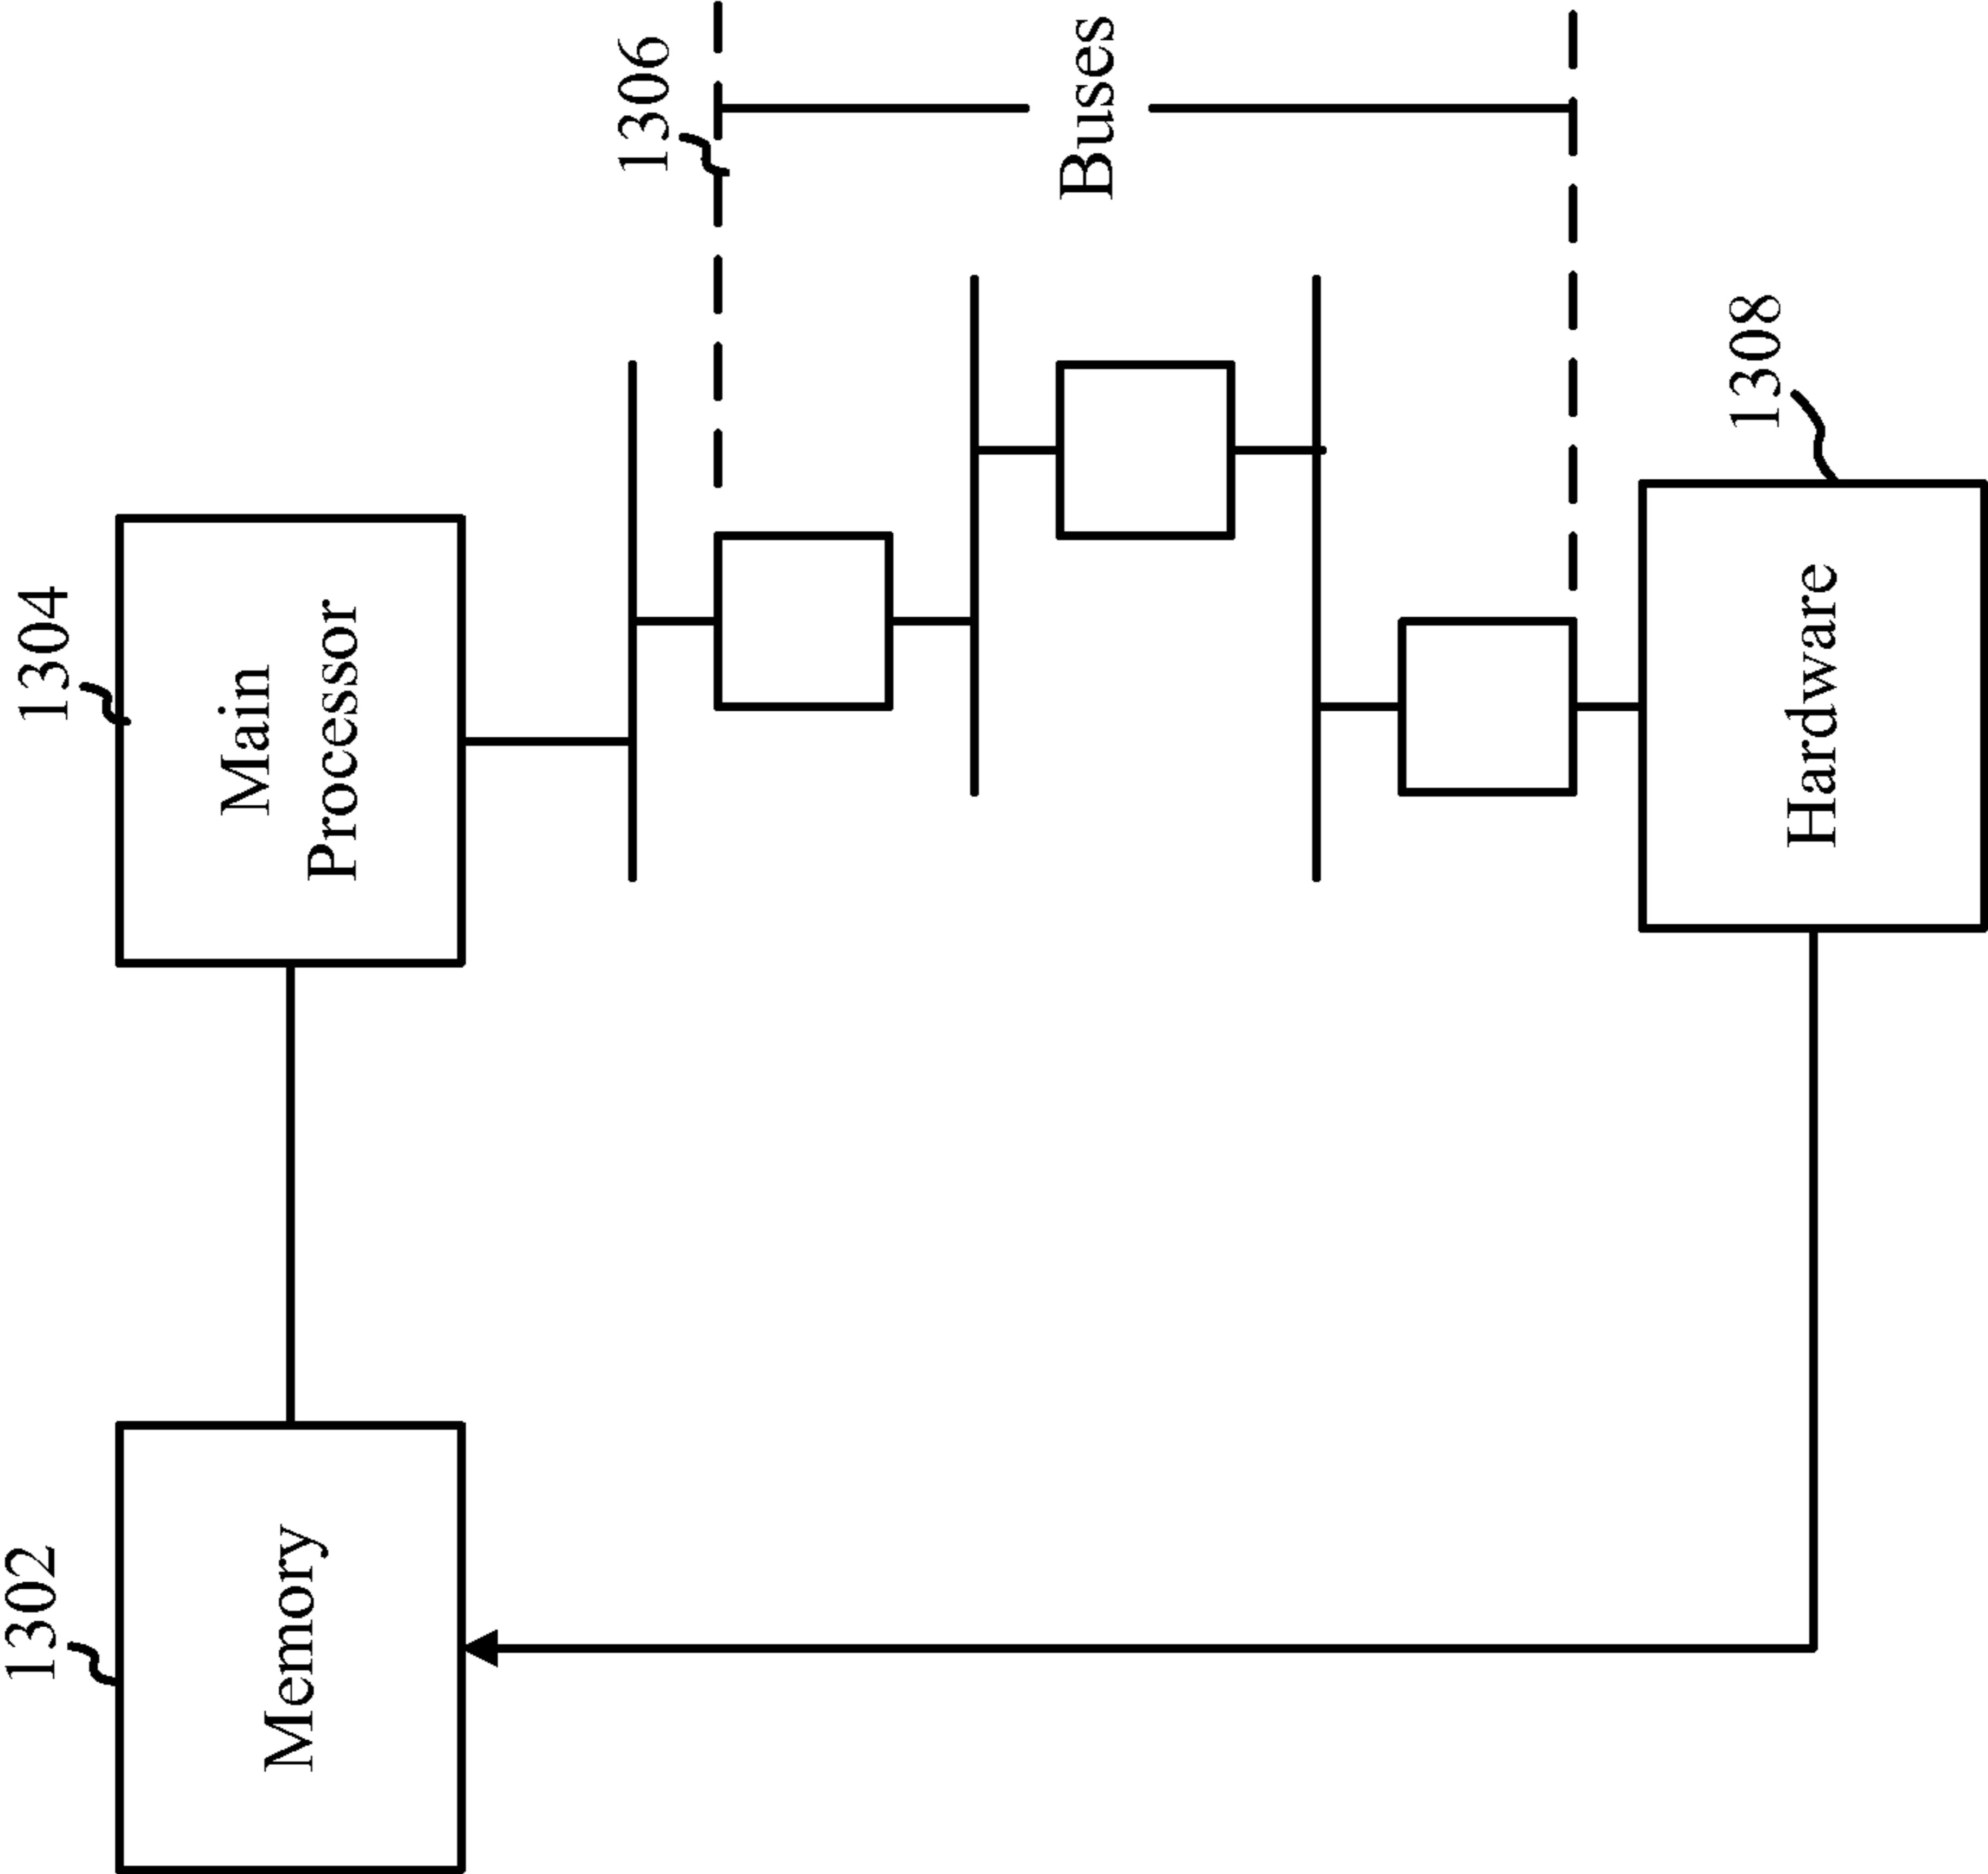 1302
1304
Memory
Main
Processor
1306
Buses
1308
Hardware